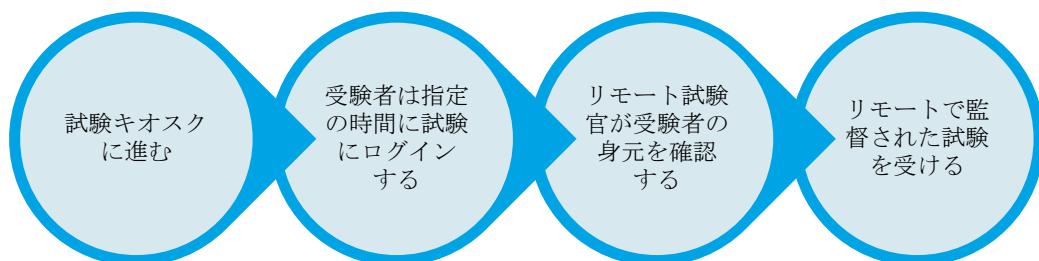 試験キオスク
に進む
受験者は指定
の時間に試験
にログイン
する
リモート試験
官が受験者の
身元を確認
する
リモートで監
督された試験
を受ける